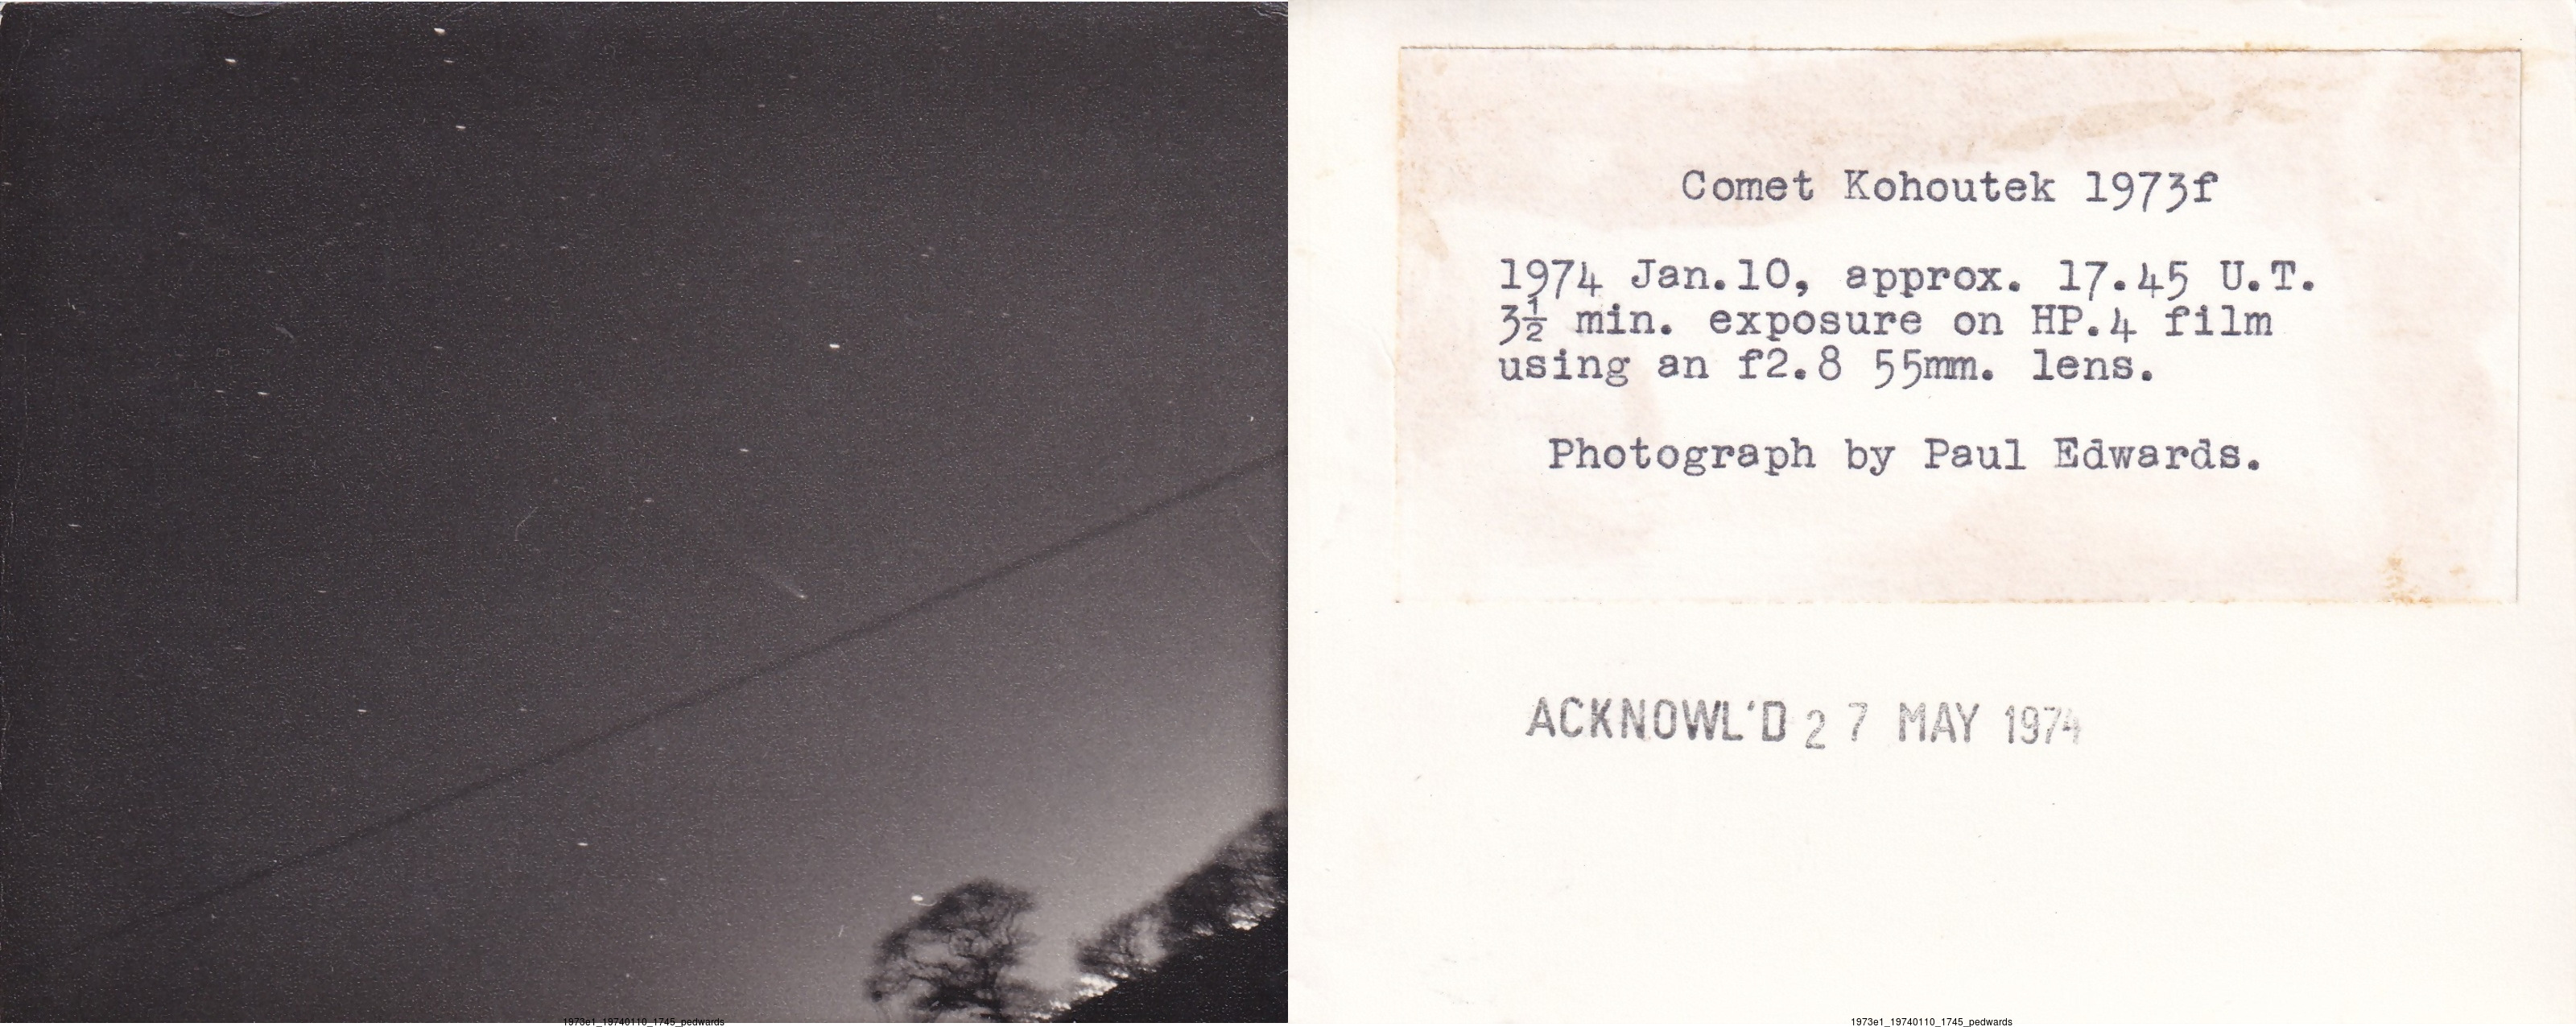 Comet Kohoutek 1973f
1974 Jan.10, approx. 17.45 U.T.
3½ min. exposure on HP.4 film
using an f2.8 55mm. lens.
Photograph by Paul Edwards.
ACKNOWL'D 27 MAY 1974
1973e1_19740110_1745_pedwards
1973e1_19740110_1745_pedwards